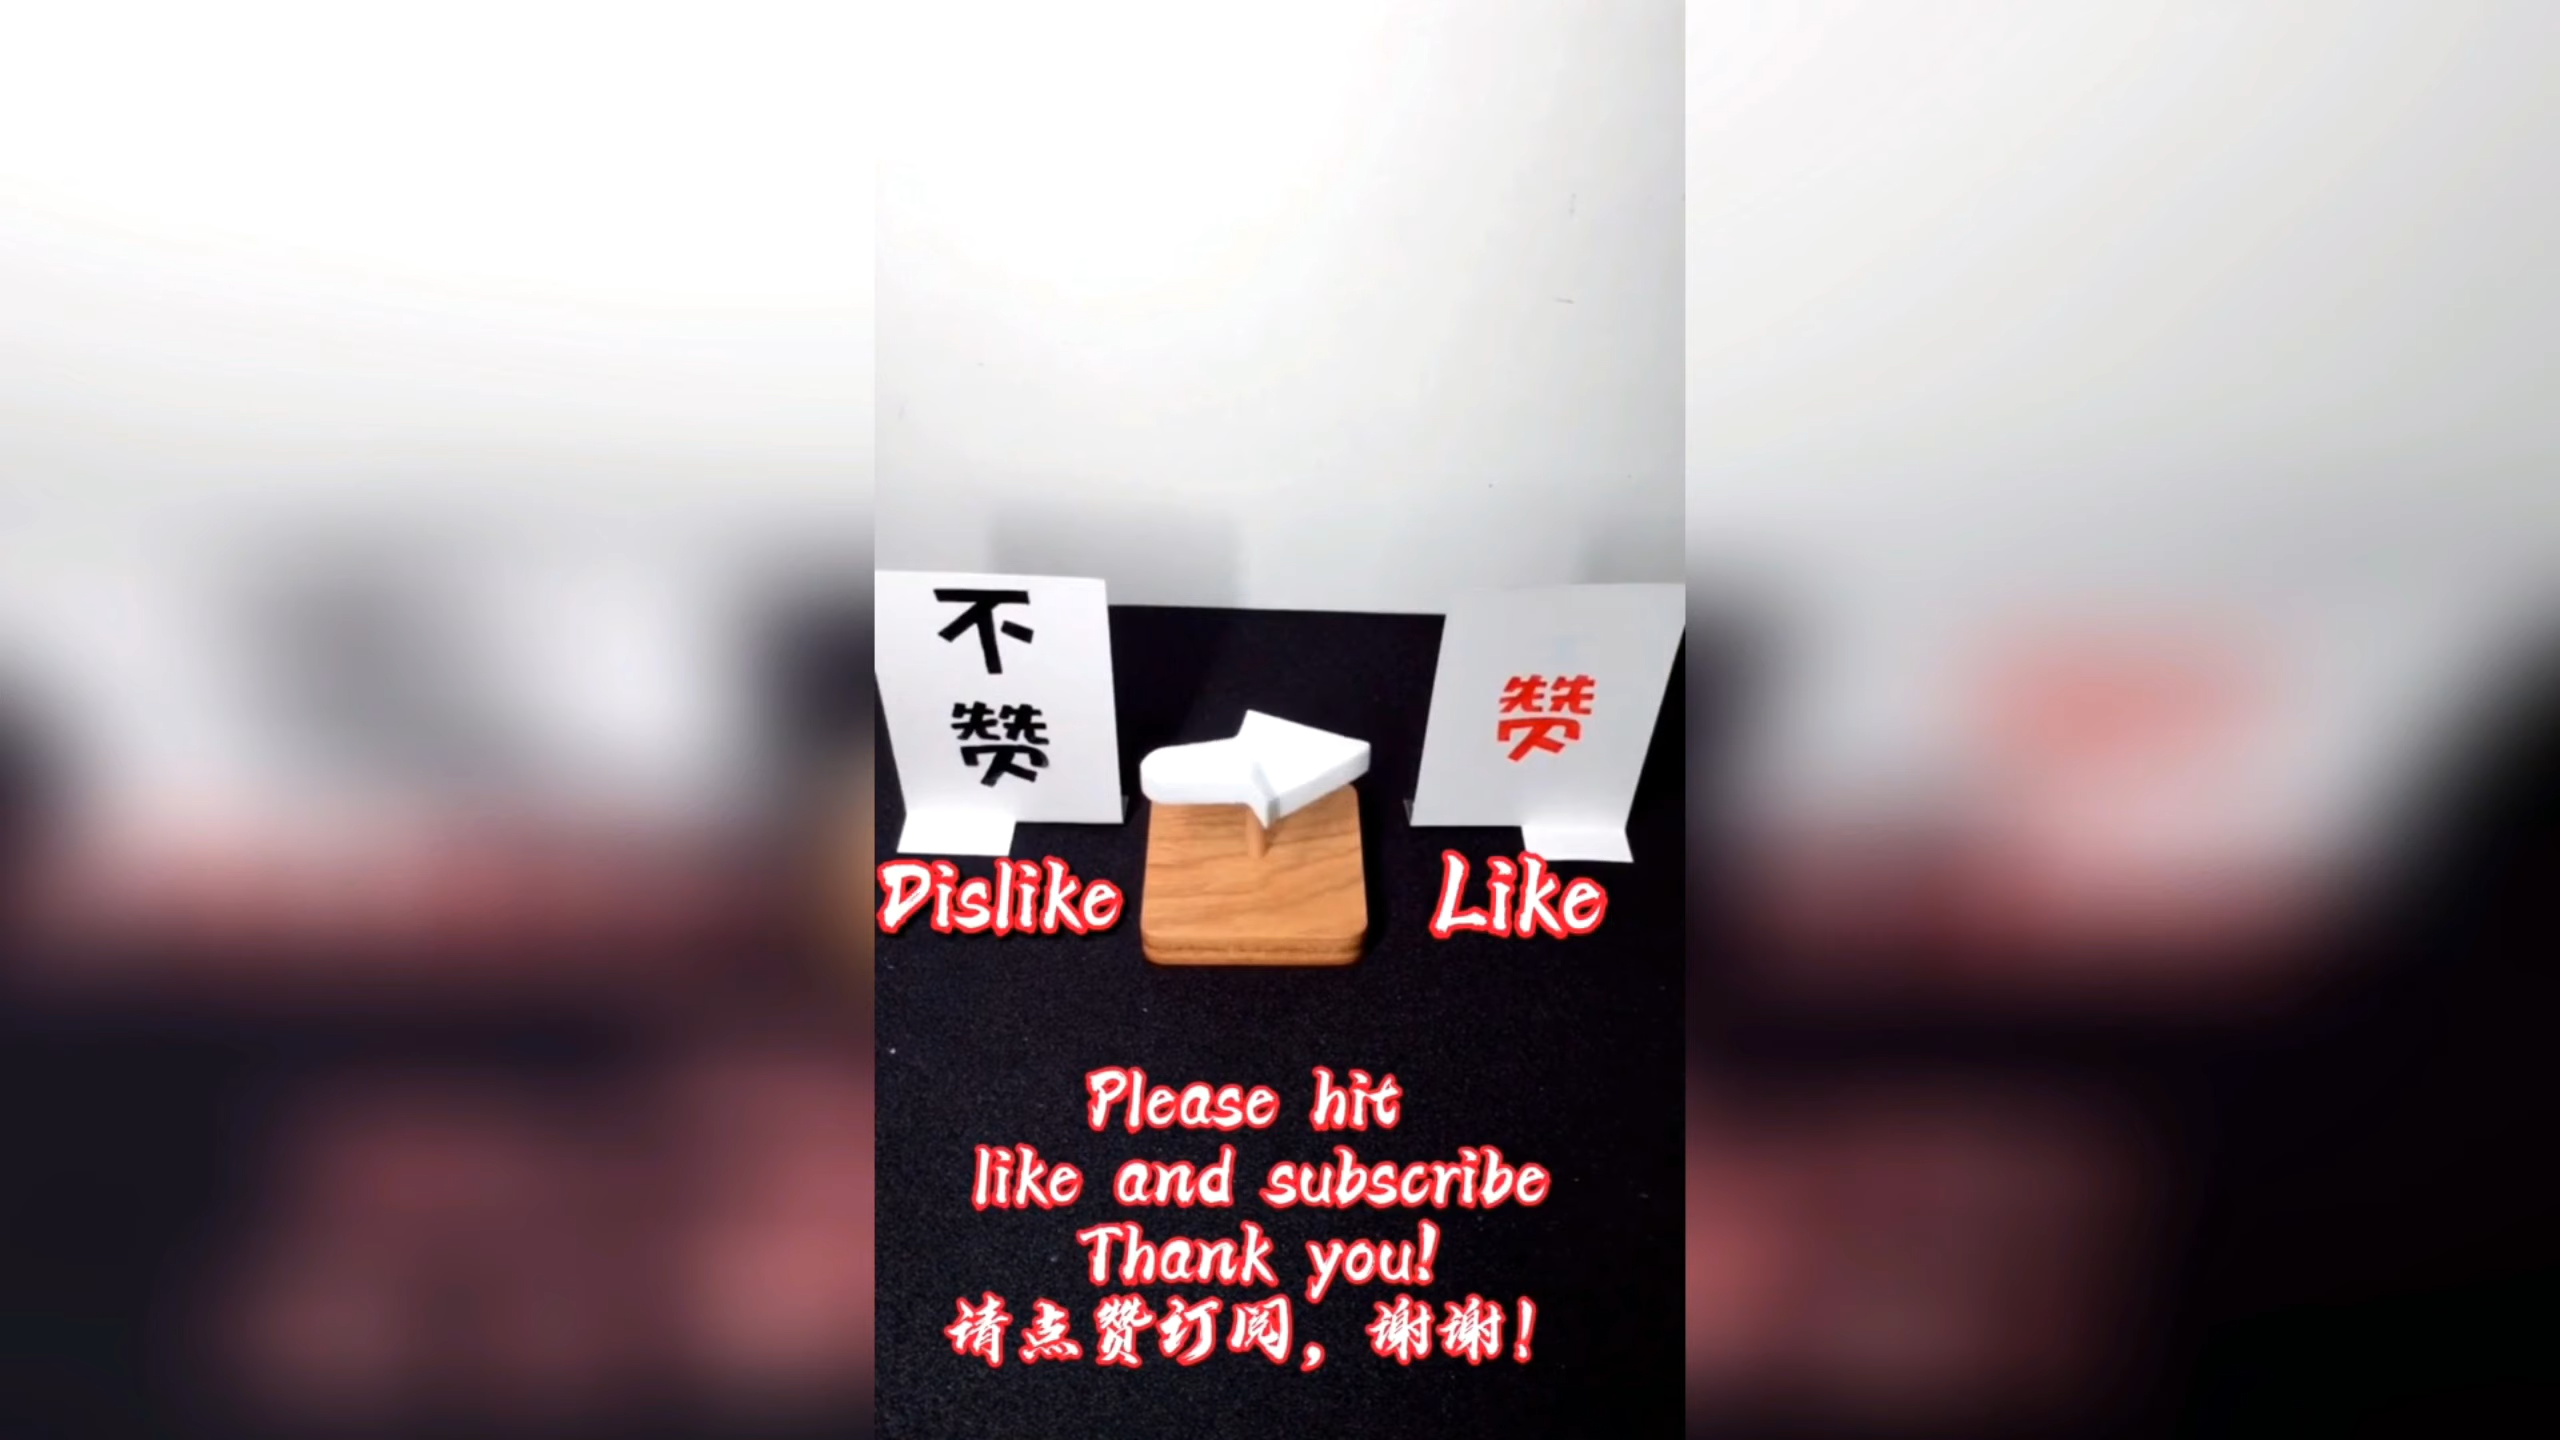 不
赞
赞
Dislike
Like
Please hit
like and subscribe
Thank you!
请点赞订阅，谢谢！